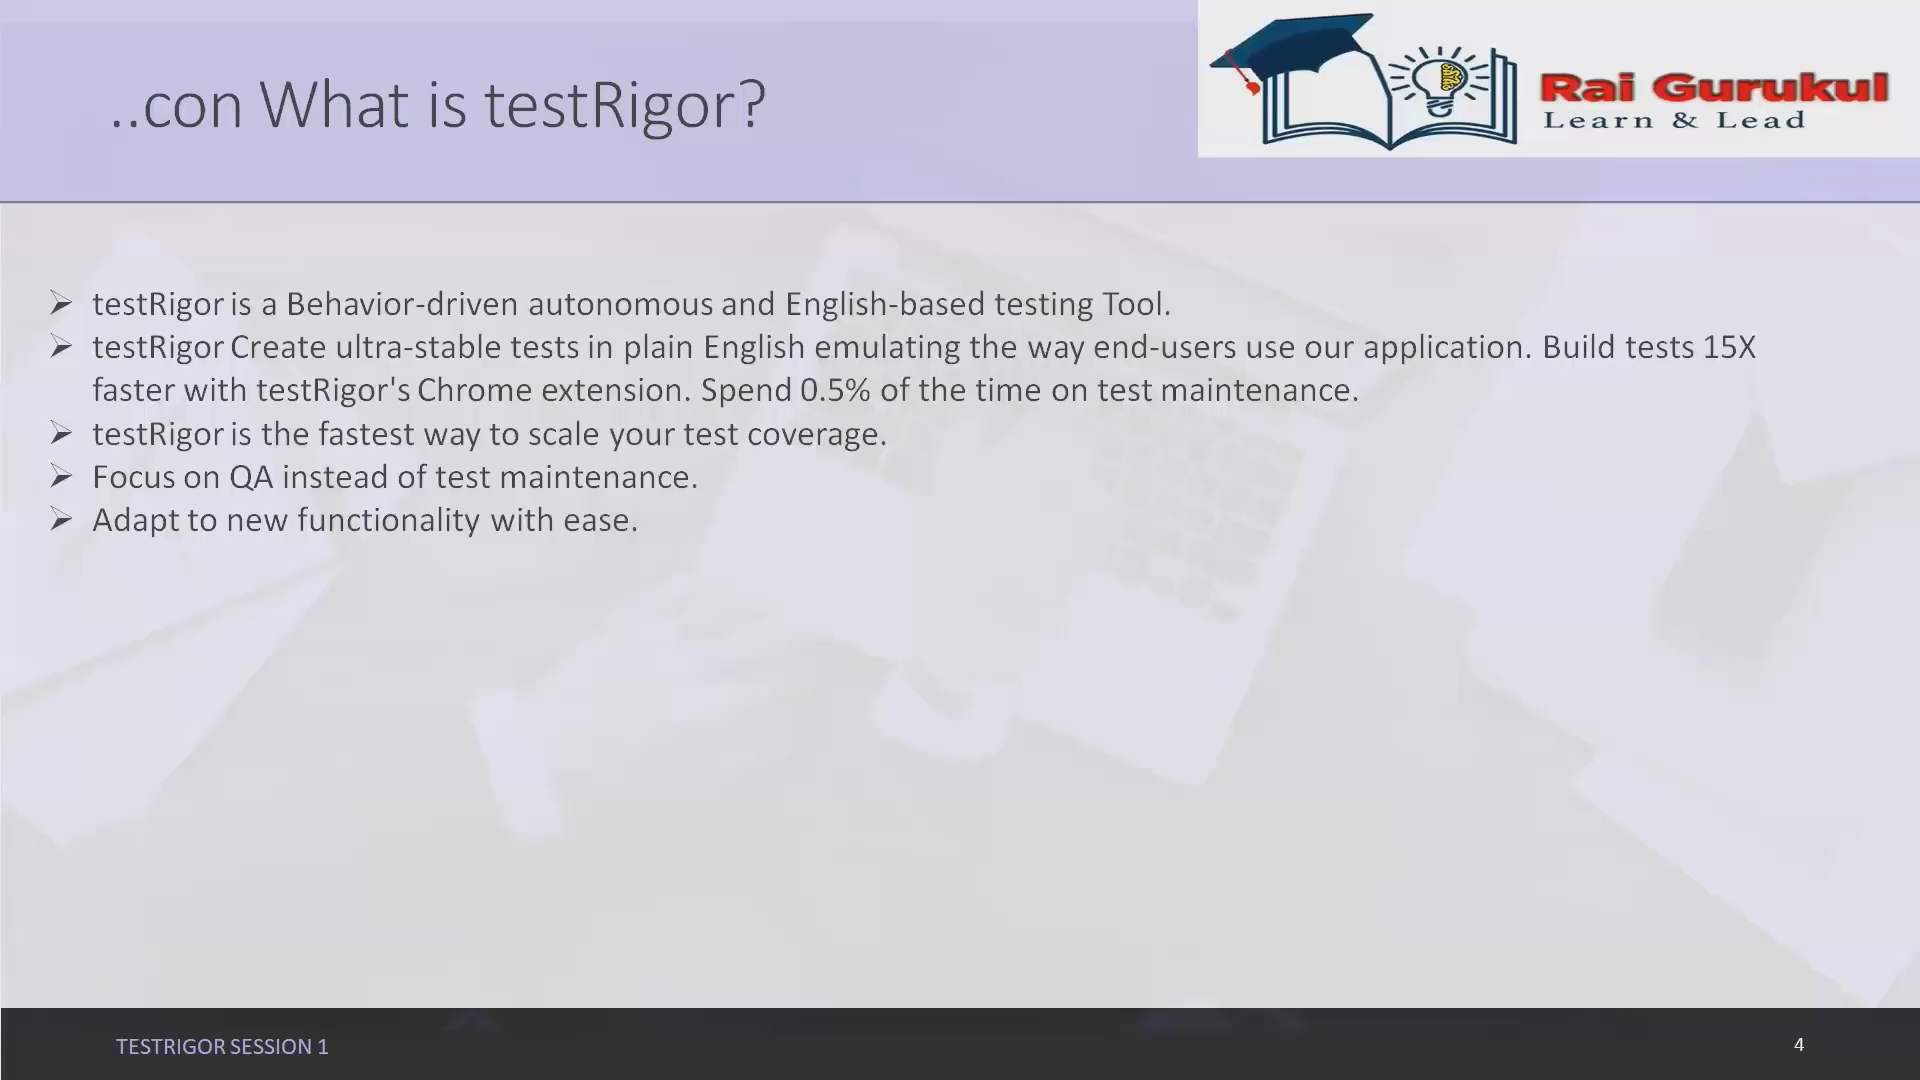 ..con What is testRigor?
Rai Gurukul
Learn & Lead
testRigor is a Behavior-driven autonomous and English-based testing Tool.
testRigor Create ultra-stable tests in plain English emulating the way end-users use our application. Build tests 15X
faster with testRigor's Chrome extension. Spend 0.5% of the time on test maintenance.
testRigor is the fastest way to scale your test coverage.
Focus on QA instead of test maintenance.
Adapt to new functionality with ease.
TESTRIGOR SESSION 1
4